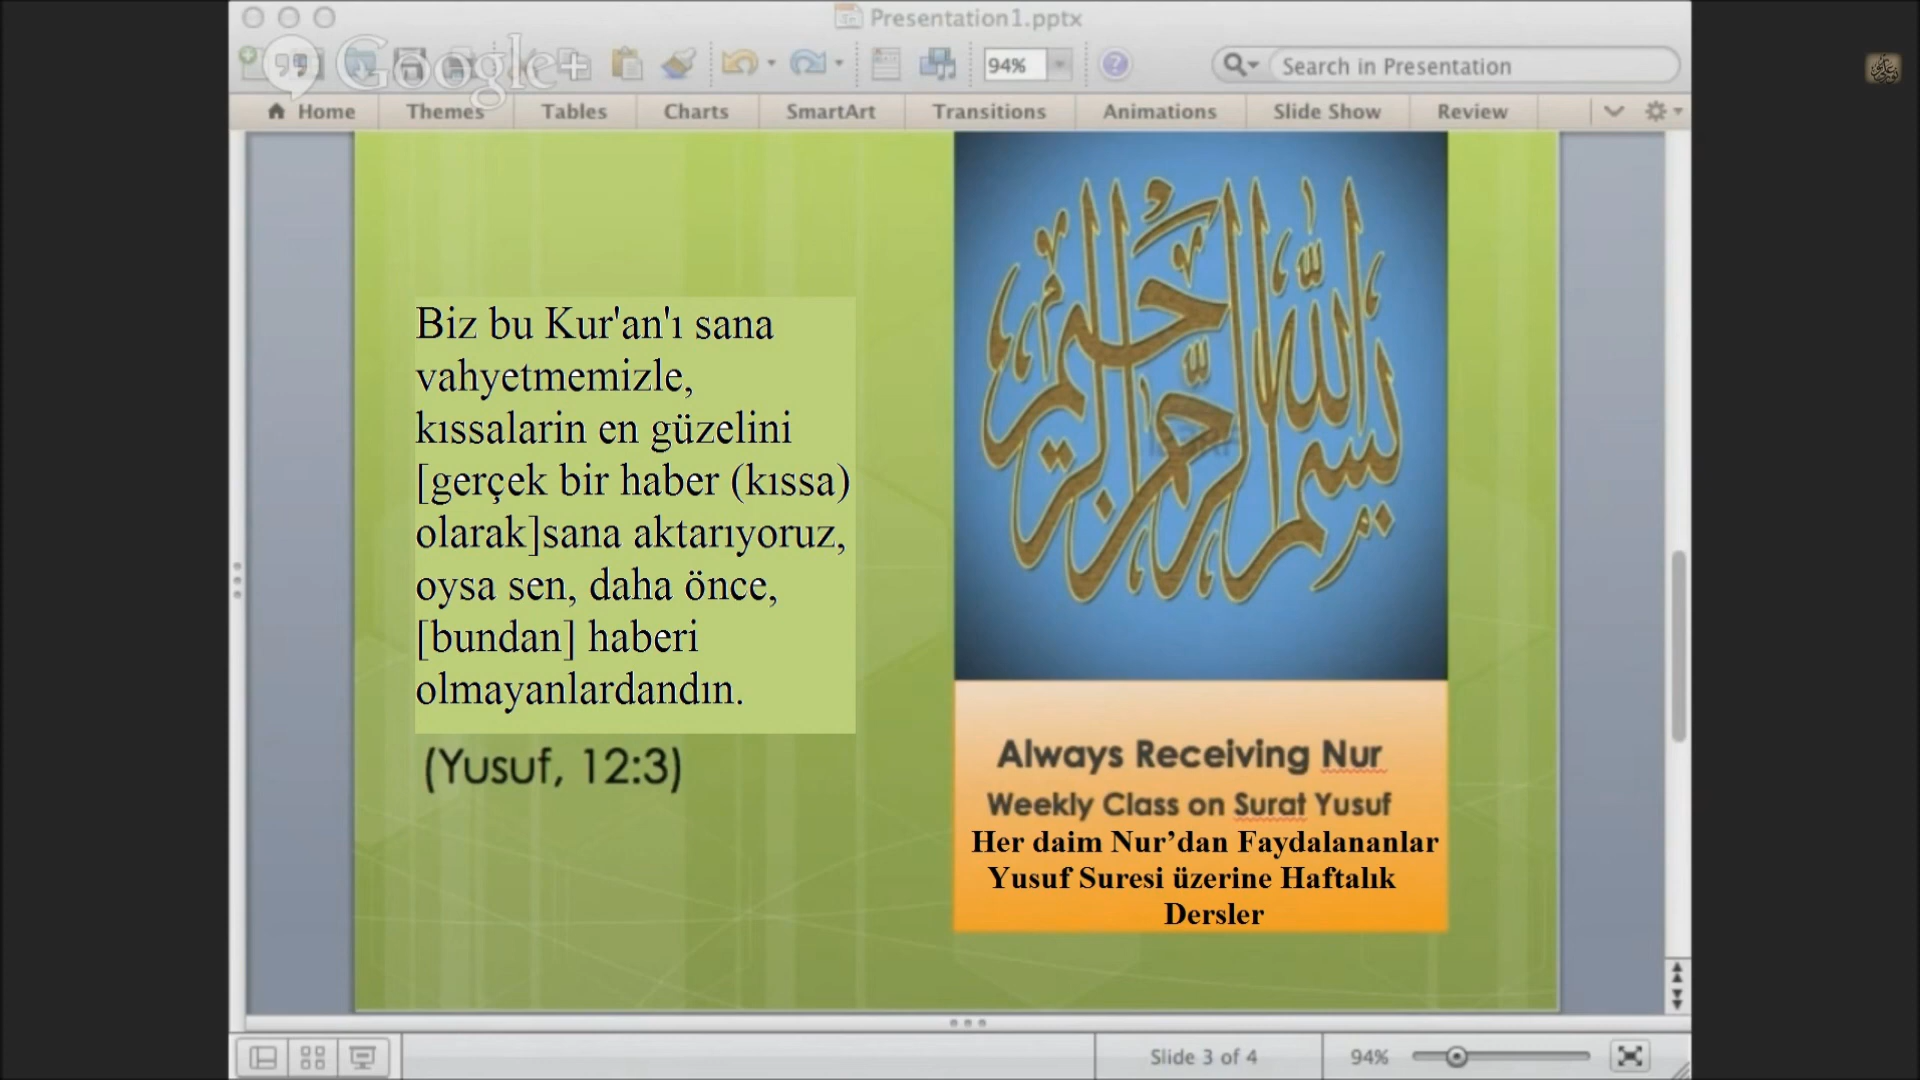 Presentation1.pptx
Google+
94%
Search in Presentation
Home Themes Tables Charts SmartArt Transitions Animations Slide Show Review
Biz bu Kur'an'ı sana
vahyetmemizle,
kıssalarin en güzelini
[gerçek bir haber (kıssa)
olarak]sana aktarıyoruz,
oysa sen, daha önce,
[bundan] haberi
olmayanlardandın.
(Yusuf, 12:3)
بسم الله الرحمن الرحيم
Always Receiving Nur
Weekly Class on Surat Yusuf
Her daim Nur’dan Faydalananlar
Yusuf Suresi üzerine Haftalık
Dersler
Slide 3 of 4
94%